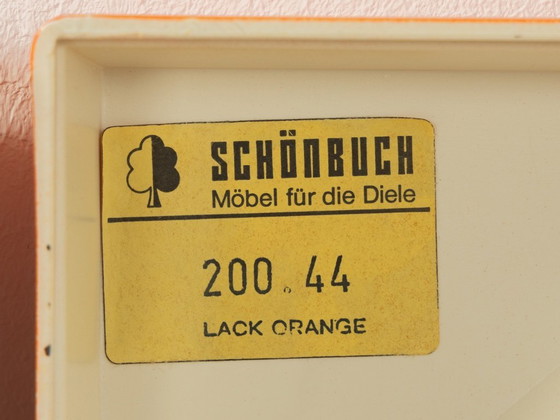 SCHÖNBUCH
Möbel für die Diele
200.44
LACK ORANGE